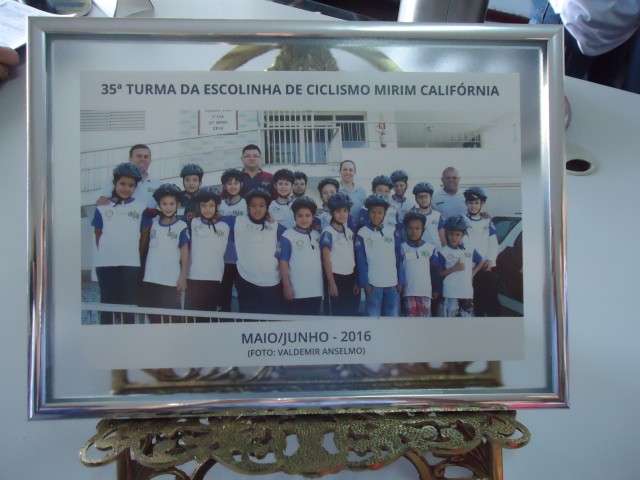 35ª TURMA DA ESCOLINHA DE CICLISMO MIRIM CALIFÓRNIA
MAIO/JUNHO - 2016
(FOTO: VALDEMIR ANSELMO)